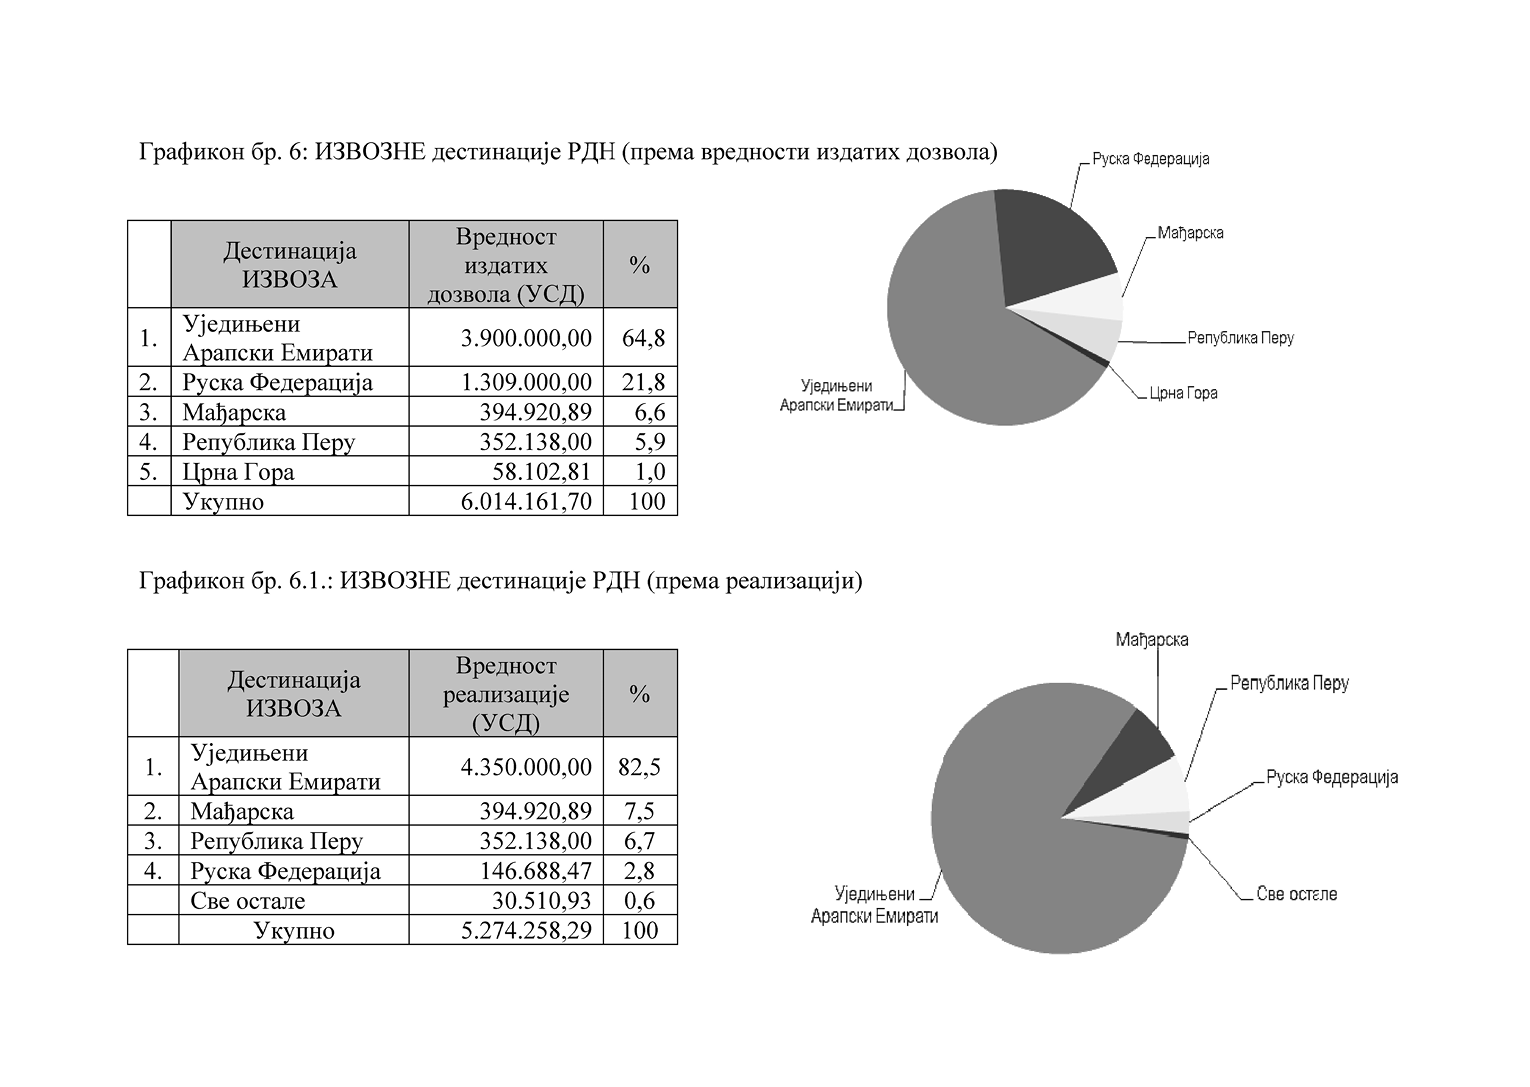 Графикон бр. 6: ИЗВОЗНЕ дестинације РДН (према вредности издатих дозвола)
Дестинација
ИЗВОЗА
Вредност
издатих
дозвола (УСД)
%
1. Уједињени
Арапски Емирати 3.900.000,00 64,8
2. Руска Федерација 1.309.000,00 21,8
3. Мађарска 394.920,89 6,6
4. Република Перу 352.138,00 5,9
5. Црна Гора 58.102,81 1,0
Укупно 6.014.161,70 100
Руска Федерација
Мађарска
Република Перу
Црна Гора
Уједињени
Арапски Емирати
Графикон бр. 6.1.: ИЗВОЗНЕ дестинације РДН (према реализацији)
Дестинација
ИЗВОЗА
Вредност
реализације
(УСД)
%
1. Уједињени
Арапски Емирати 4.350.000,00 82,5
2. Мађарска 394.920,89 7,5
3. Република Перу 352.138,00 6,7
4. Руска Федерација 146.688,47 2,8
Све остале 30.510,93 0,6
Укупно 5.274.258,29 100
Мађарска
Република Перу
Руска Федерација
Све остале
Уједињени
Арапски Емирати